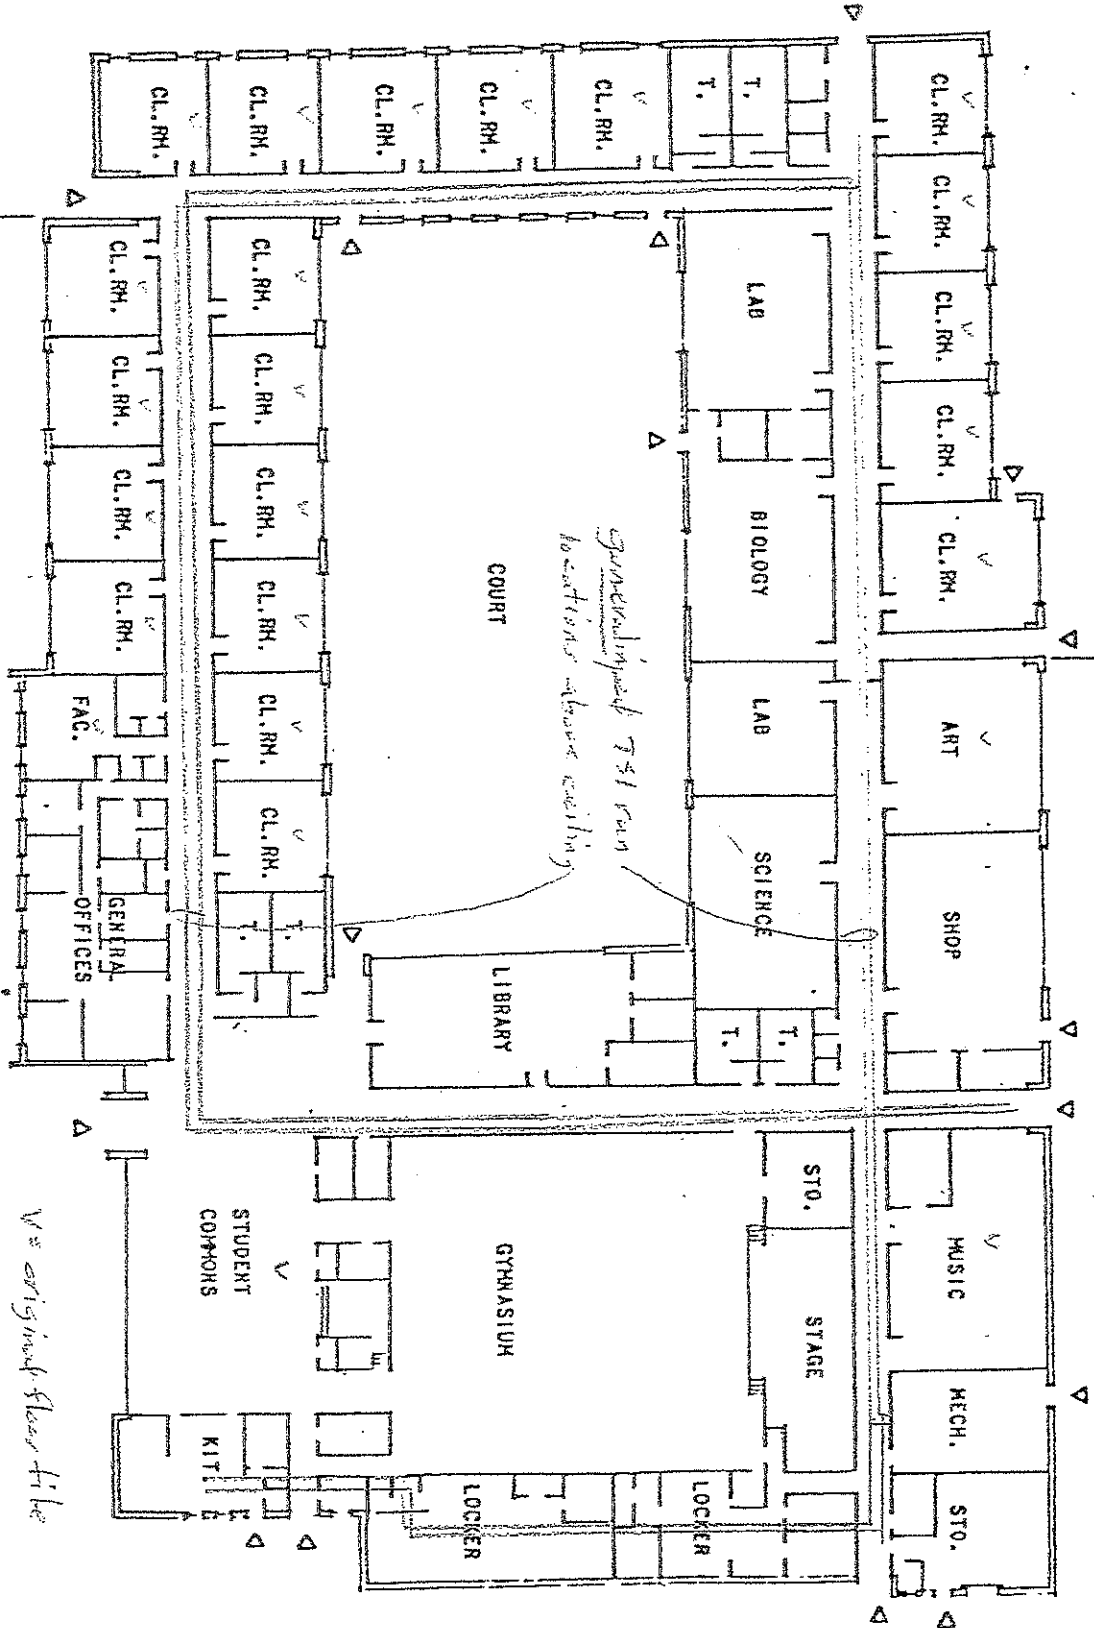 CL.RM.
CL.RM.
CL.RM.
CL.RM.
CL.RM.
T.
T.
CL.RM.
CL.RM.
CL.RM.
CL.RM.
CL.RM.
ART
SHOP
MUSIC
MECH.
STO.
LAB
BIOLOGY
LAB
SCIENCE
T.
T.
STO.
STAGE
COURT
LIBRARY
GYMNASIUM
LOCKER
LOCKER
CL.RM.
CL.RM.
CL.RM.
CL.RM.
CL.RM.
CL.RM.
T.
T.
STUDENT
COMMONS
KIT
CL.RM.
CL.RM.
CL.RM.
CL.RM.
FAC.
GENERA
OFFICES
TSI run
locations above ceiling
V = original floor tile